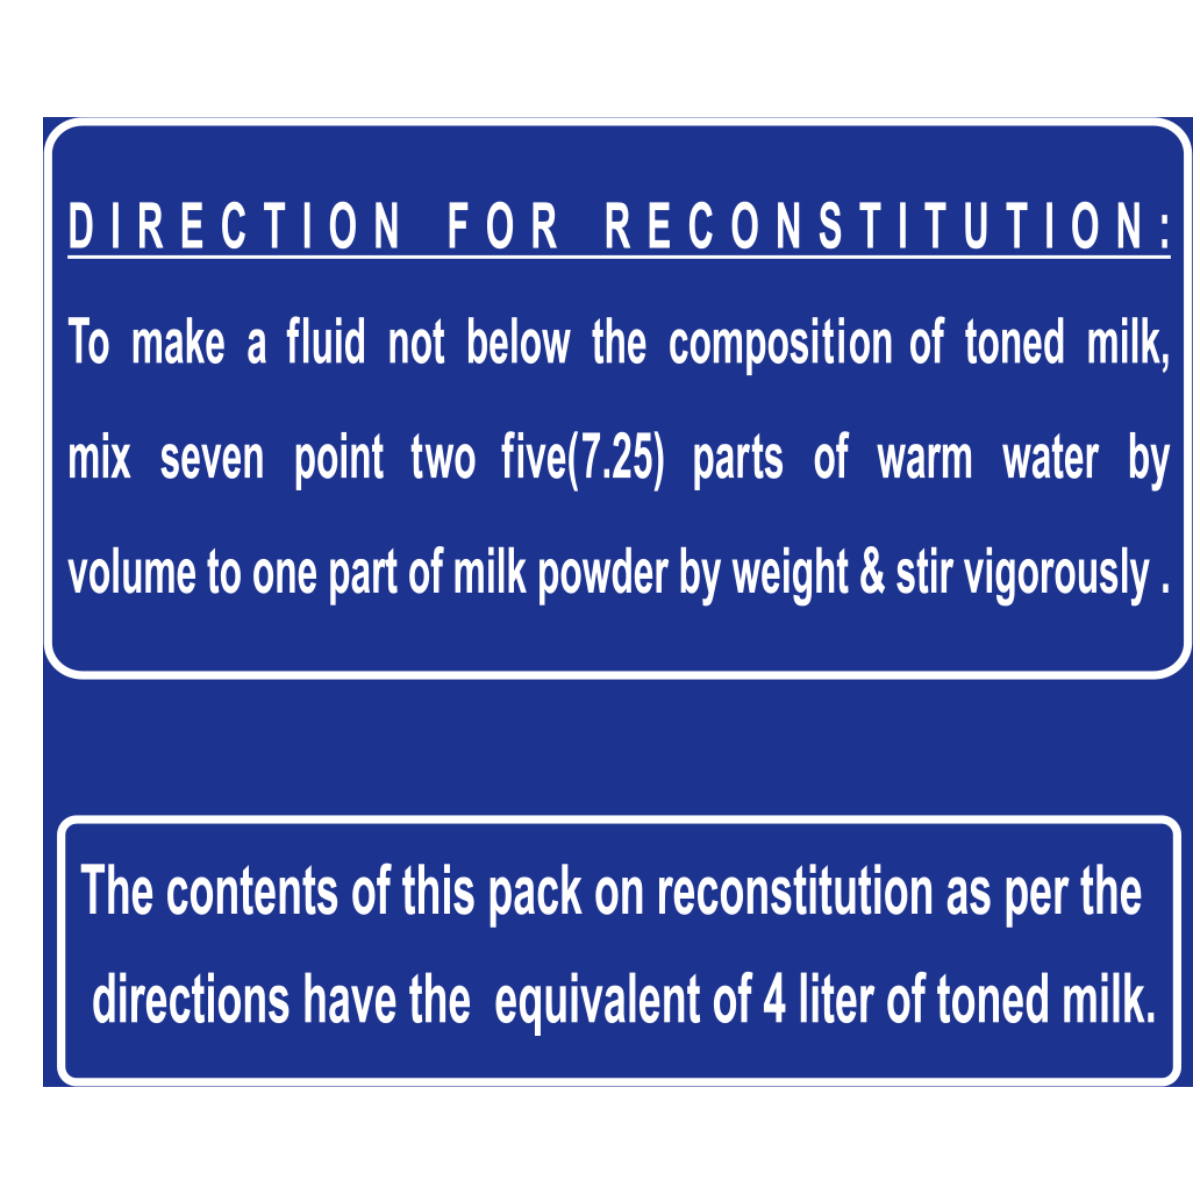 DIRECTION FOR RECONSTITUTION:
To make a fluid not below the composition of toned milk,
mix seven point two five(7.25) parts of warm water by
volume to one part of milk powder by weight & stir vigorously .
The contents of this pack on reconstitution as per the
directions have the equivalent of 4 liter of toned milk.